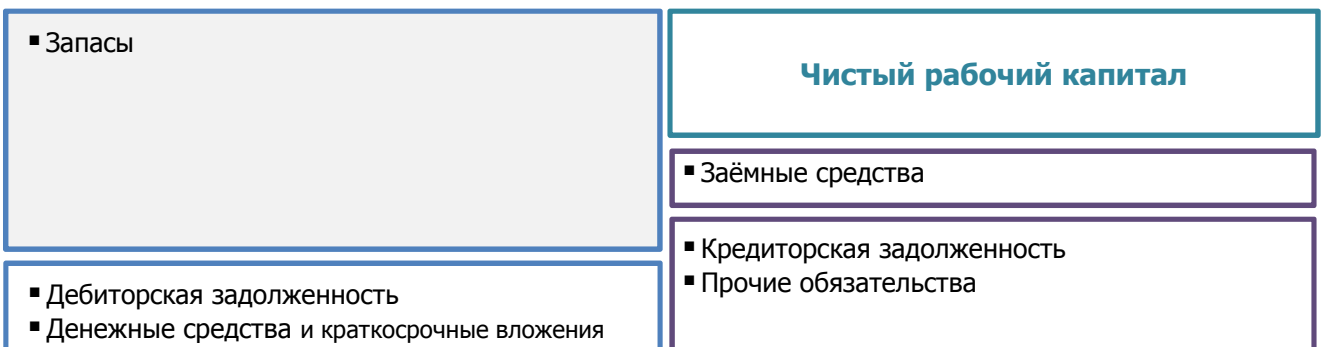 ▪ Запасы
Чистый рабочий капитал
▪ Заёмные средства
▪ Кредиторская задолженность
▪ Прочие обязательства
▪ Дебиторская задолженность
▪ Денежные средства и краткосрочные вложения